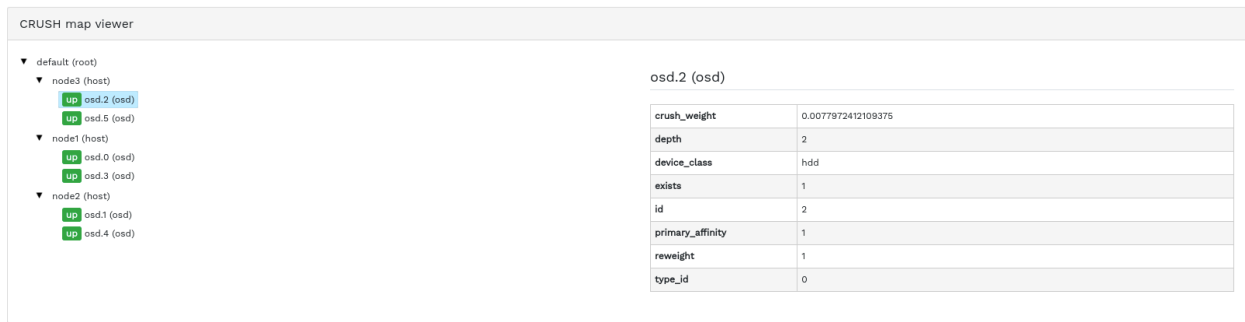 CRUSH map viewer
default (root)
node3 (host)
up osd.2 (osd)
up osd.5 (osd)
node1 (host)
up osd.0 (osd)
up osd.3 (osd)
node2 (host)
up osd.1 (osd)
up osd.4 (osd)
osd.2 (osd)
crush_weight 0.0077972412109375
depth 2
device_class hdd
exists 1
id 2
primary_affinity 1
reweight 1
type_id 0